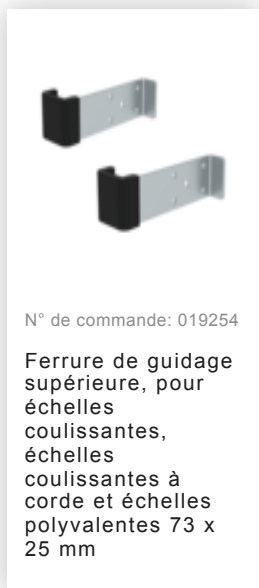 N° de commande: 019254
Ferrure de guidage
supérieure, pour
échelles
coulissantes,
échelles
coulissantes à
corde et échelles
polyvalentes 73 x
25 mm